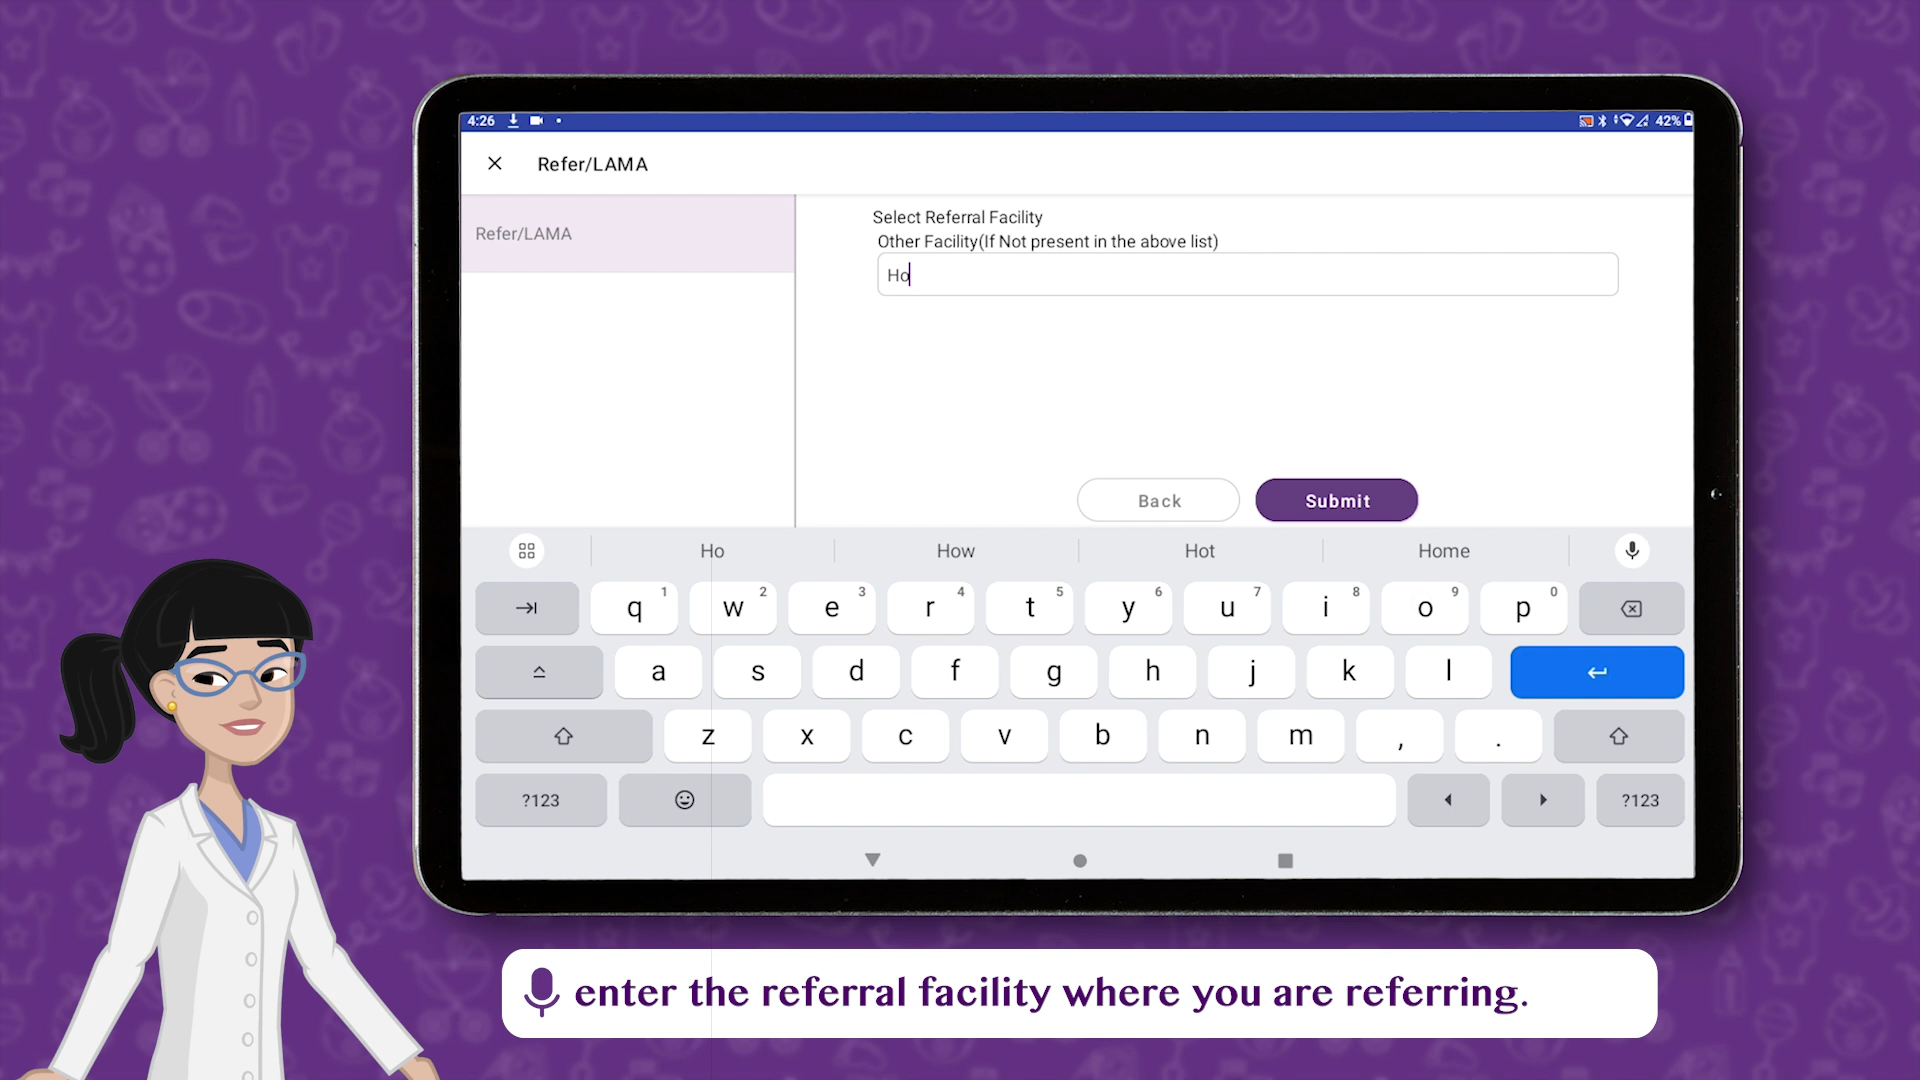 4:26
42%
Refer/LAMA
Refer/LAMA
Select Referral Facility
Other Facility(If Not present in the above list)
Ho
Back Submit
Ho How Hot Home
q 1 w 2 e 3 r 4 t 5 y 6 u 7 i 8 o 9 p 0
a s d f g h j k l
z x c v b n m , .
?123 ?123
enter the referral facility where you are referring.